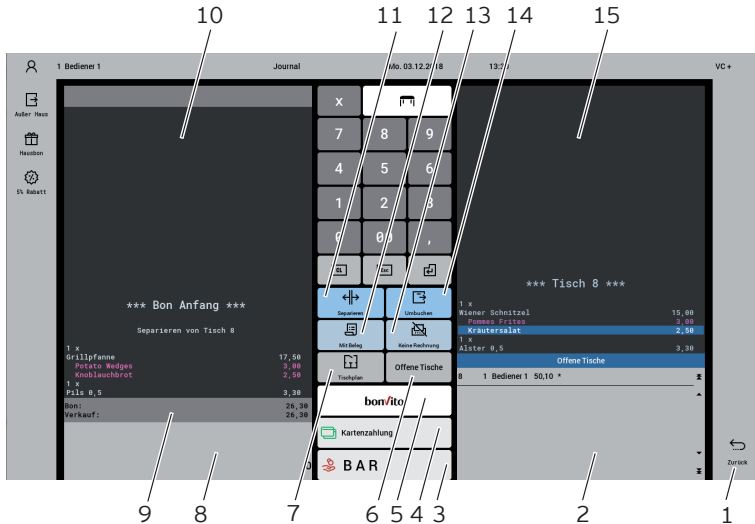 10 11 12 13 14 15
1 Bediener 1 Journal Mo. 03.12.2018 13:30 VC +
Außer Haus
Hausbon
5% Rabatt
*** Bon Anfang ***
Separieren von Tisch 8
1 x
Grillpfanne 17,50
Potato Wedges 3,00
Knoblauchbrot 2,50
1 x
Pils 0,5 3,30
Bon: 26,30
Verkauf: 26,30
X
7 8 9
4 5 6
1 2 3
0 00 ,
CL Esc
Separieren Umbuchen
Mit Beleg Keine Rechnung
Tischplan Offene Tische
bonVito
Kartenzahlung
BAR
*** Tisch 8 ***
1 x
Wiener Schnitzel 15,00
Pommes Frites 3,00
Kräutersalat 2,50
1 x
Alster 0,5 3,30
Offene Tische
8 1 Bediener 1 50,10 *
Zurück
9 8 7 6 5 4 3 2 1